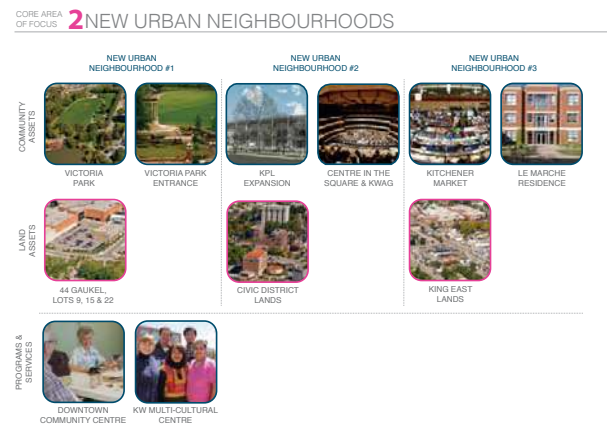 CORE AREA
OF FOCUS
2 NEW URBAN NEIGHBOURHOODS
NEW URBAN
NEIGHBOURHOOD #1
NEW URBAN
NEIGHBOURHOOD #2
NEW URBAN
NEIGHBOURHOOD #3
COMMUNITY
ASSETS
VICTORIA
PARK
VICTORIA PARK
ENTRANCE
KPL
EXPANSION
CENTRE IN THE
SQUARE & KWAG
KITCHENER
MARKET
LE MARCHE
RESIDENCE
LAND
ASSETS
44 GAUKEL,
LOTS 9, 15 & 22
CIVIC DISTRICT
LANDS
KING EAST
LANDS
PROGRAMS &
SERVICES
DOWNTOWN
COMMUNITY CENTRE
KW MULTI-CULTURAL
CENTRE